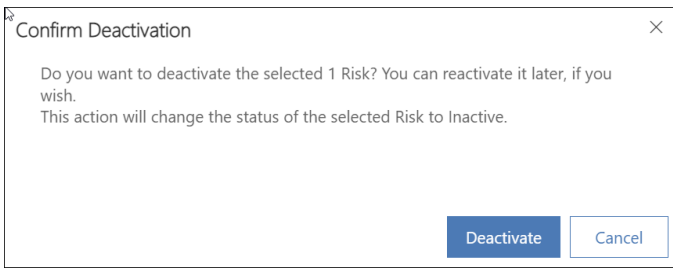 Confirm Deactivation
Do you want to deactivate the selected 1 Risk? You can reactivate it later, if you
wish.
This action will change the status of the selected Risk to Inactive.
Deactivate
Cancel